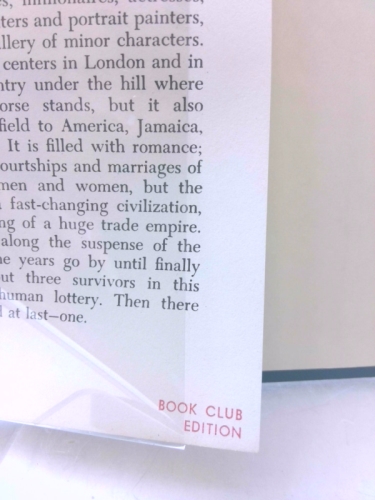 ters and portrait painters,
allery of minor characters.
centers in London and in
ntry under the hill where
orse stands, but it also
field to America, Jamaica,
It is filled with romance;
ourtships and marriages of
men and women, but the
fast-changing civilization,
ng of a huge trade empire.
along the suspense of the
ne years go by until finally
ut three survivors in this
human lottery. Then there
d at last—one.
BOOK CLUB
EDITION